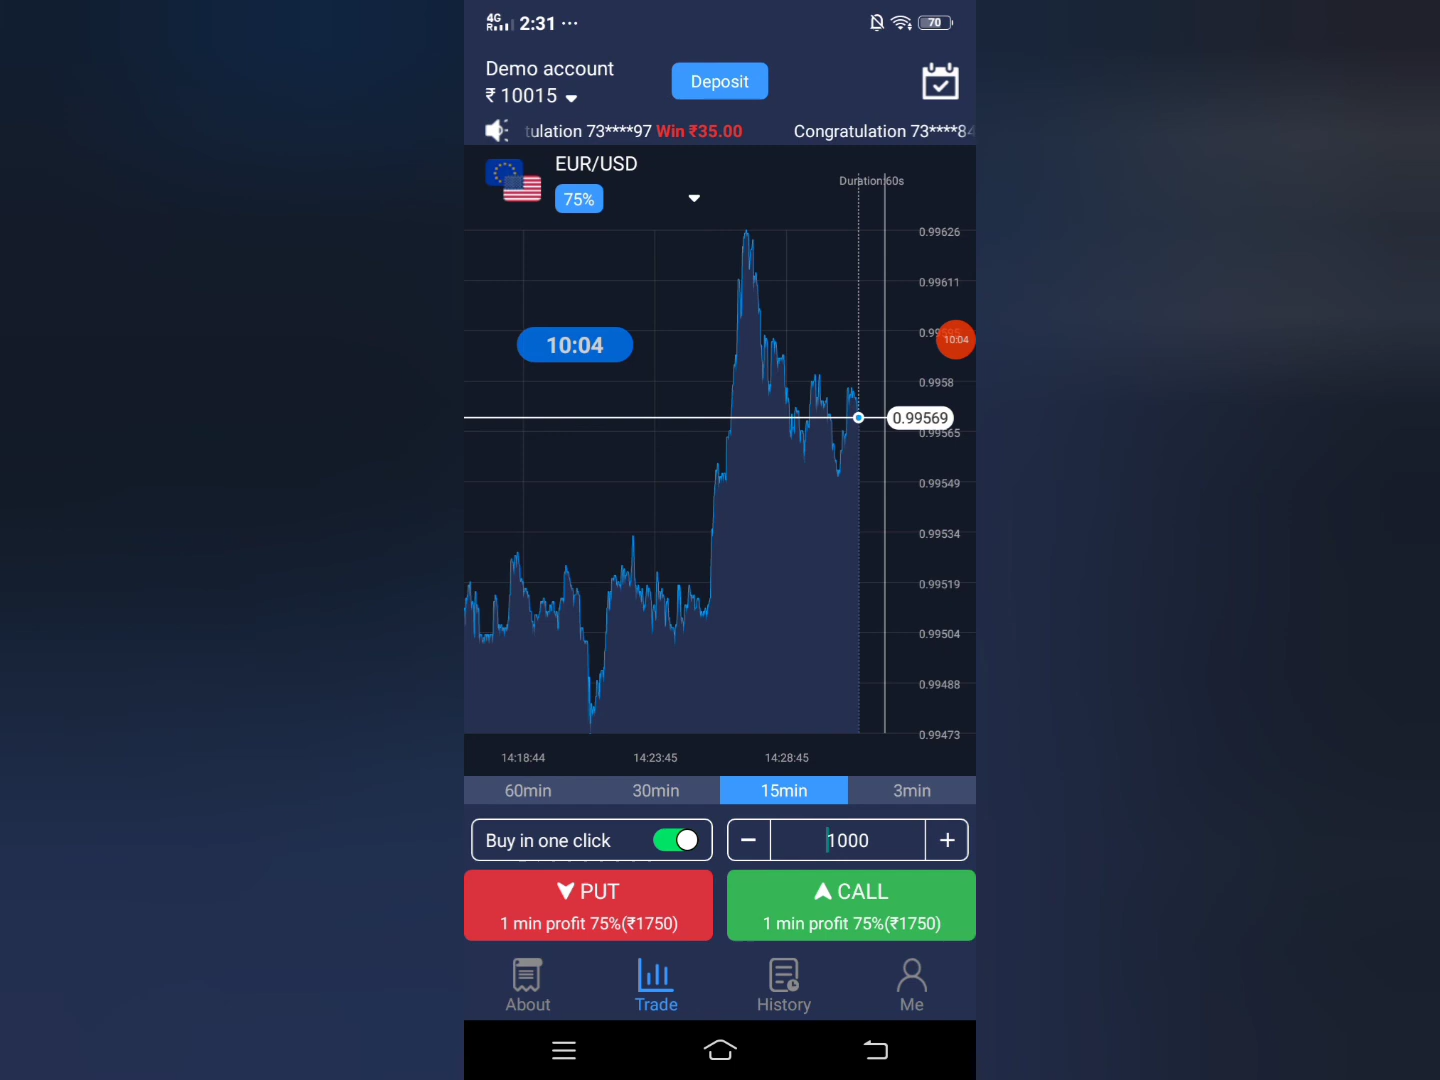 4G
R
2:31 ...
70
Demo account
₹ 10015
Deposit
tulation 73****97 Win ₹35.00
Congratulation 73****84
EUR/USD
75%
Duration:60s
0.99626
0.99611
10:04
0.99595
10:04
0.9958
0.99569
0.99565
0.99549
0.99534
0.99519
0.99504
0.99488
0.99473
14:18:44 14:23:45 14:28:45
60min 30min 15min 3min
Buy in one click
− 1000 +
PUT
1 min profit 75%(₹1750)
CALL
1 min profit 75%(₹1750)
About Trade History Me